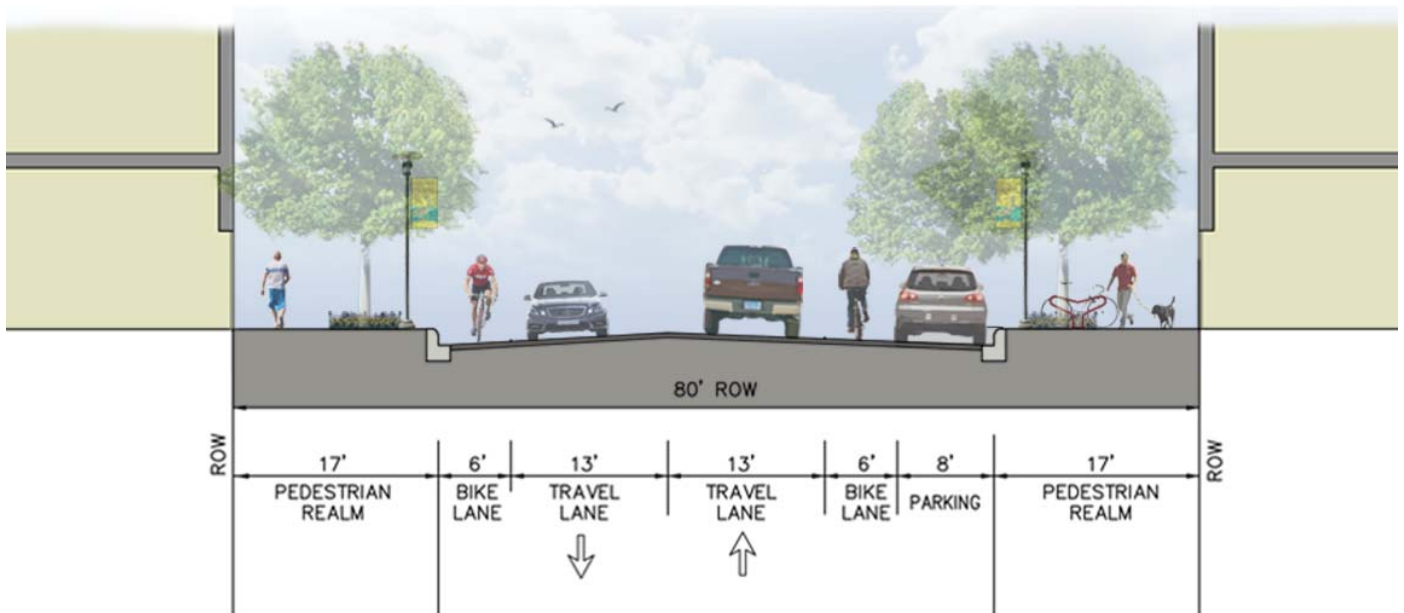 80' ROW
ROW
17'
6'
13'
13'
6'
8'
17'
ROW
PEDESTRIAN
REALM
BIKE
LANE
TRAVEL
LANE
TRAVEL
LANE
BIKE
LANE
PARKING
PEDESTRIAN
REALM